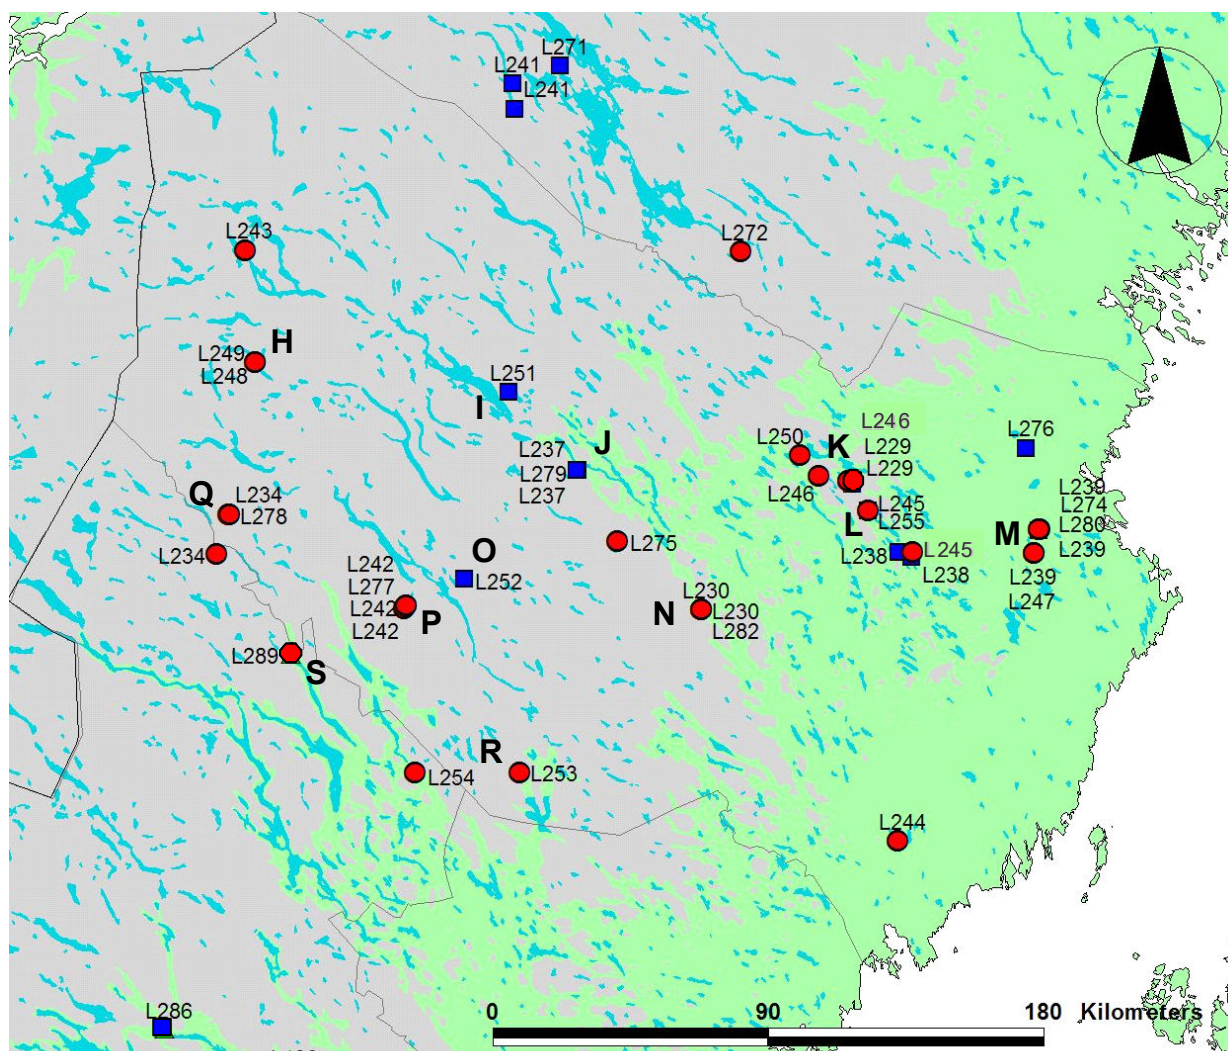 L271
L241
L241
L243
L272
H
L249
L248
L251
I
L246
K
L229
L250
L229
L246
L276
J
L237
L279
L237
L239
L274
L280
L239
M
L239
L247
L245
L255
L
L238
L245
L238
Q
L234
L278
L234
L275
O
L252
L242
L277
L242
L242
P
N
L230
L230
L282
L289
S
R
L254
L253
L244
L286
0 90 180 Kilometers